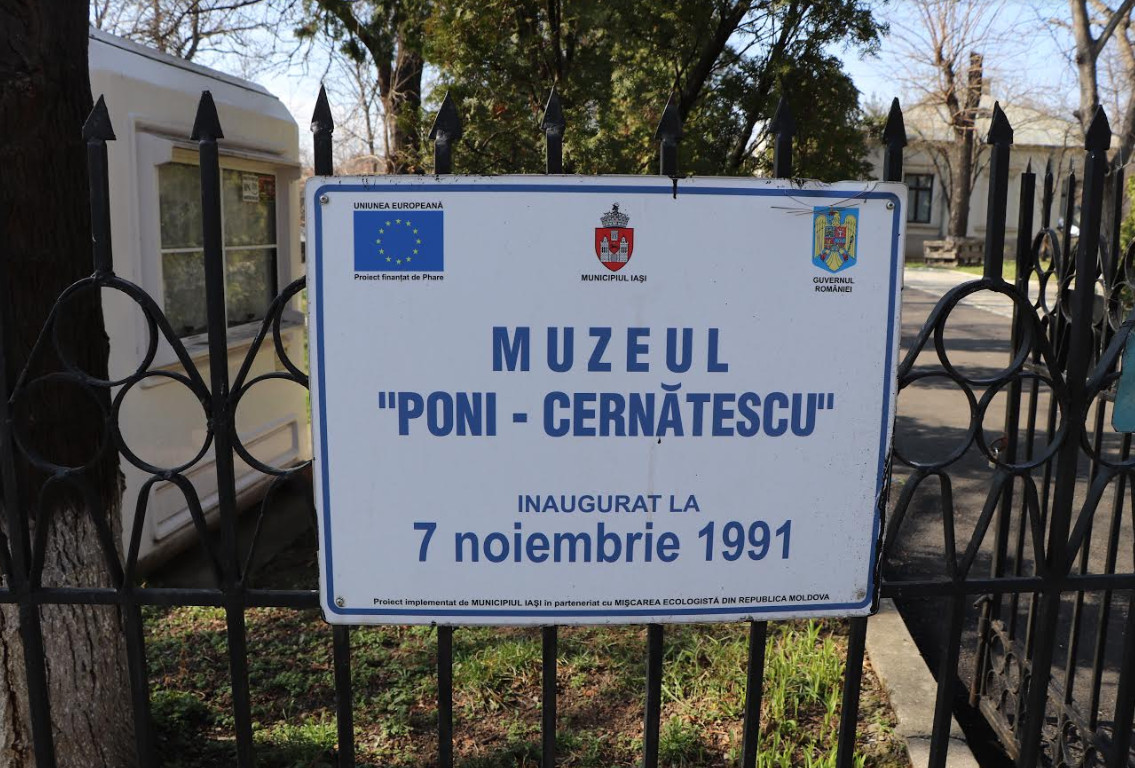 UNIUNEA EUROPEANĂ
Proiect finanțat de Phare
MUNICIPIUL IAȘI
GUVERNUL
ROMÂNIEI
MUZEUL
"PONI - CERNĂTESCU"
INAUGURAT LA
7 noiembrie 1991
Proiect implementat de MUNICIPIUL IAȘI în parteneriat cu MIȘCAREA ECOLOGISTĂ DIN REPUBLICA MOLDOVA